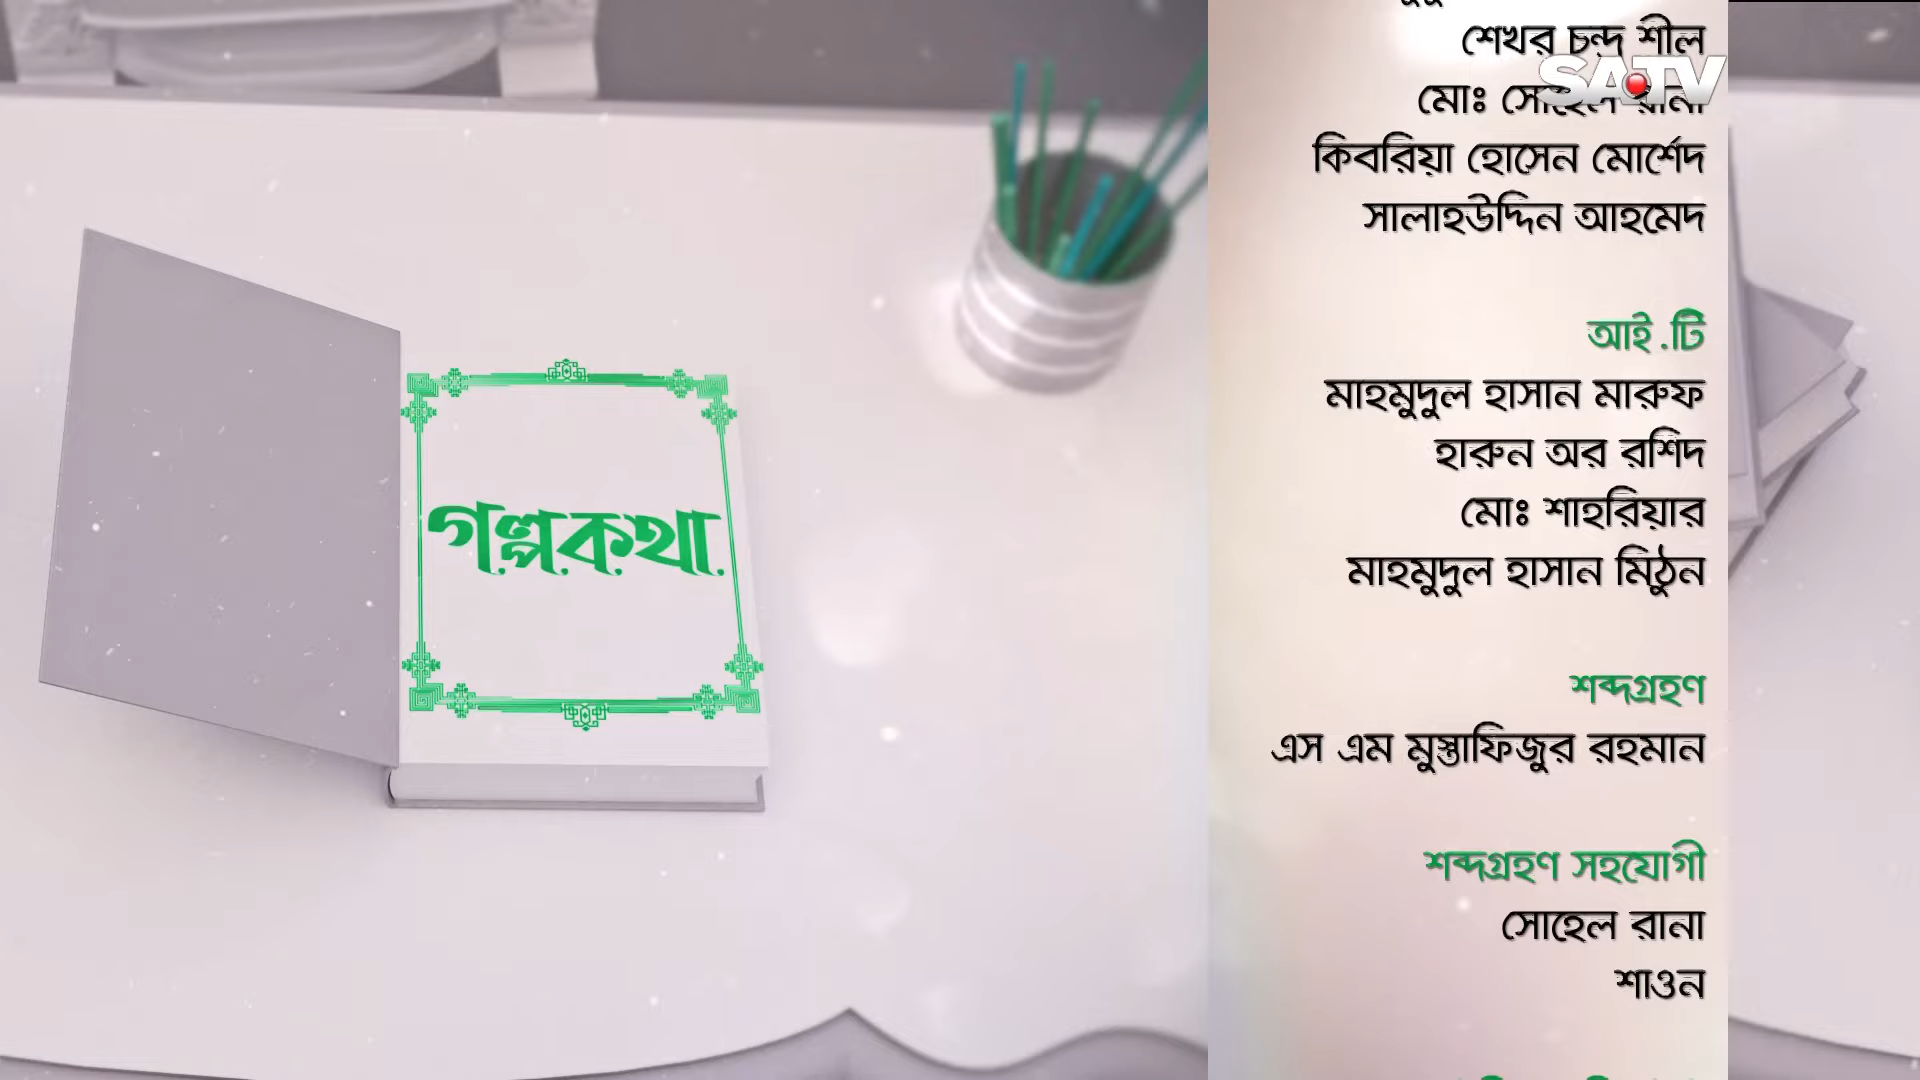 গল্পকথা
শেখর চন্দ্র শীল
SATV
মোঃ সোহেল রানা
কিবরিয়া হোসেন মোর্শেদ
সালাহউদ্দিন আহমেদ
আই.টি
মাহমুদুল হাসান মারুফ
হারুন অর রশিদ
মোঃ শাহরিয়ার
মাহমুদুল হাসান মিঠুন
শব্দগ্রহণ
এস এম মুস্তাফিজুর রহমান
শব্দগ্রহণ সহযোগী
সোহেল রানা
শাওন